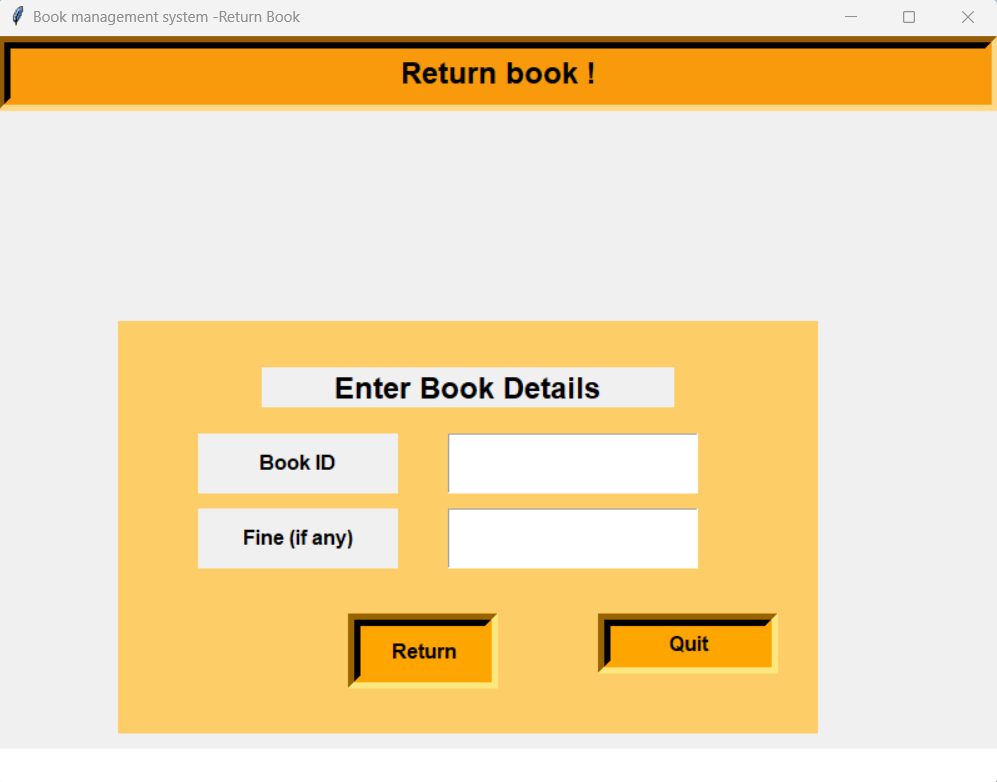 Book management system -Return Book
Return book !
Enter Book Details
Book ID
Fine (if any)
Return
Quit